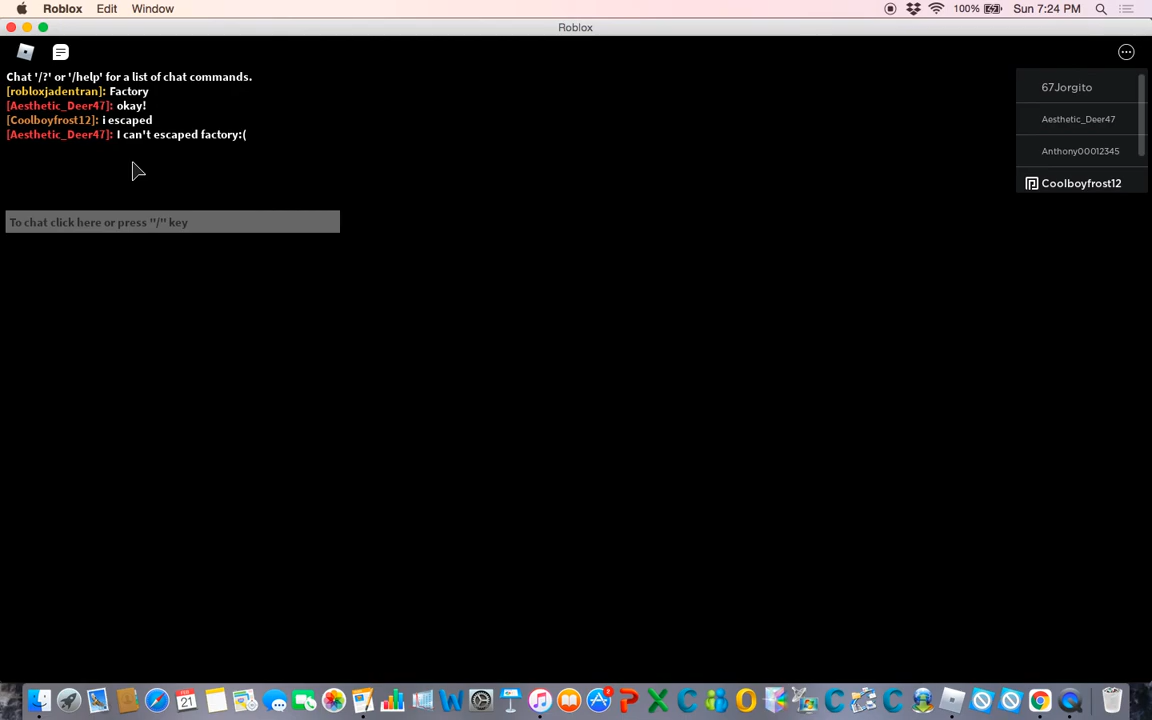 Roblox Edit Window 100% Sun 7:24 PM
Roblox
Chat '/?' or '/help' for a list of chat commands.
[robloxjadentran]: Factory
[Aesthetic_Deer47]: okay!
[Coolboyfrost12]: i escaped
[Aesthetic_Deer47]: I can't escaped factory:(
To chat click here or press "/" key
67Jorgito
Aesthetic_Deer47
Anthony00012345
Coolboyfrost12
21